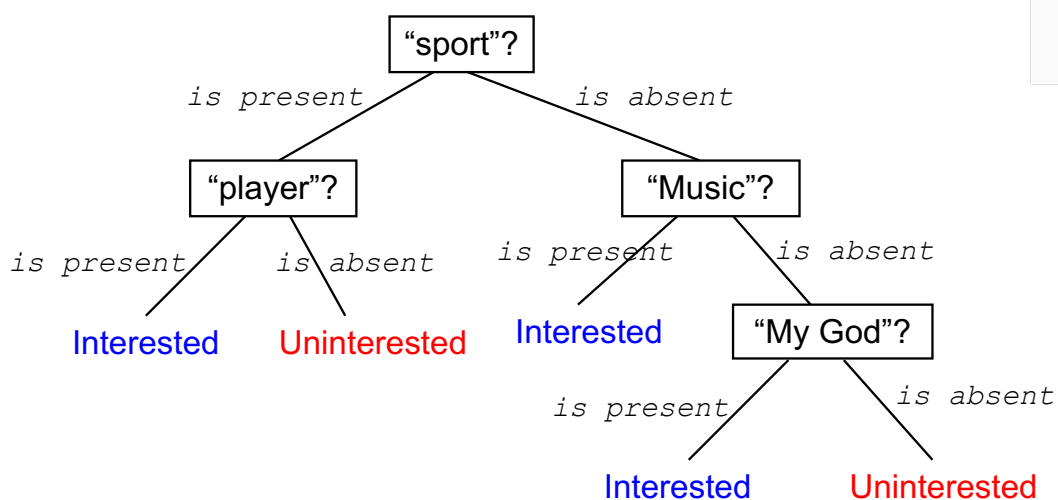 “sport”?
is present
is absent
“player”?
“Music”?
is present
is absent
is present
is absent
Interested
Uninterested
Interested
“My God”?
is present
is absent
Interested
Uninterested